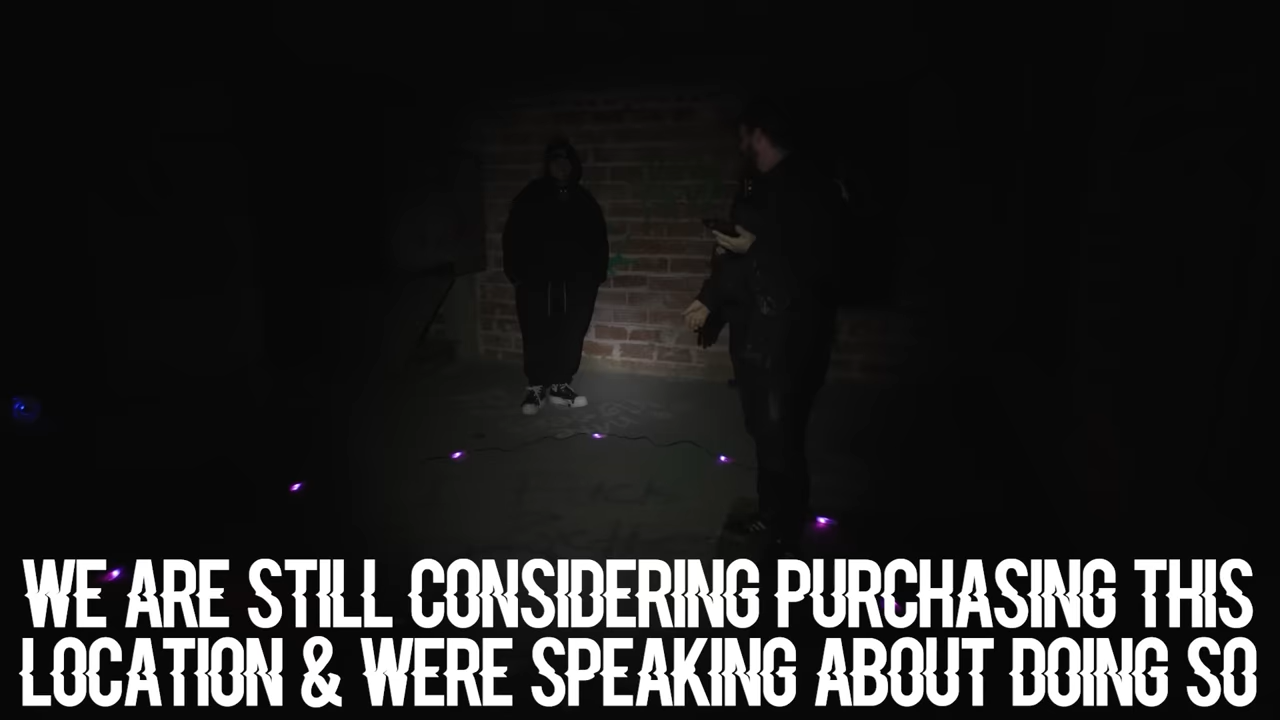 WE ARE STILL CONSIDERING PURCHASING THIS
LOCATION & WERE SPEAKING ABOUT DOING SO